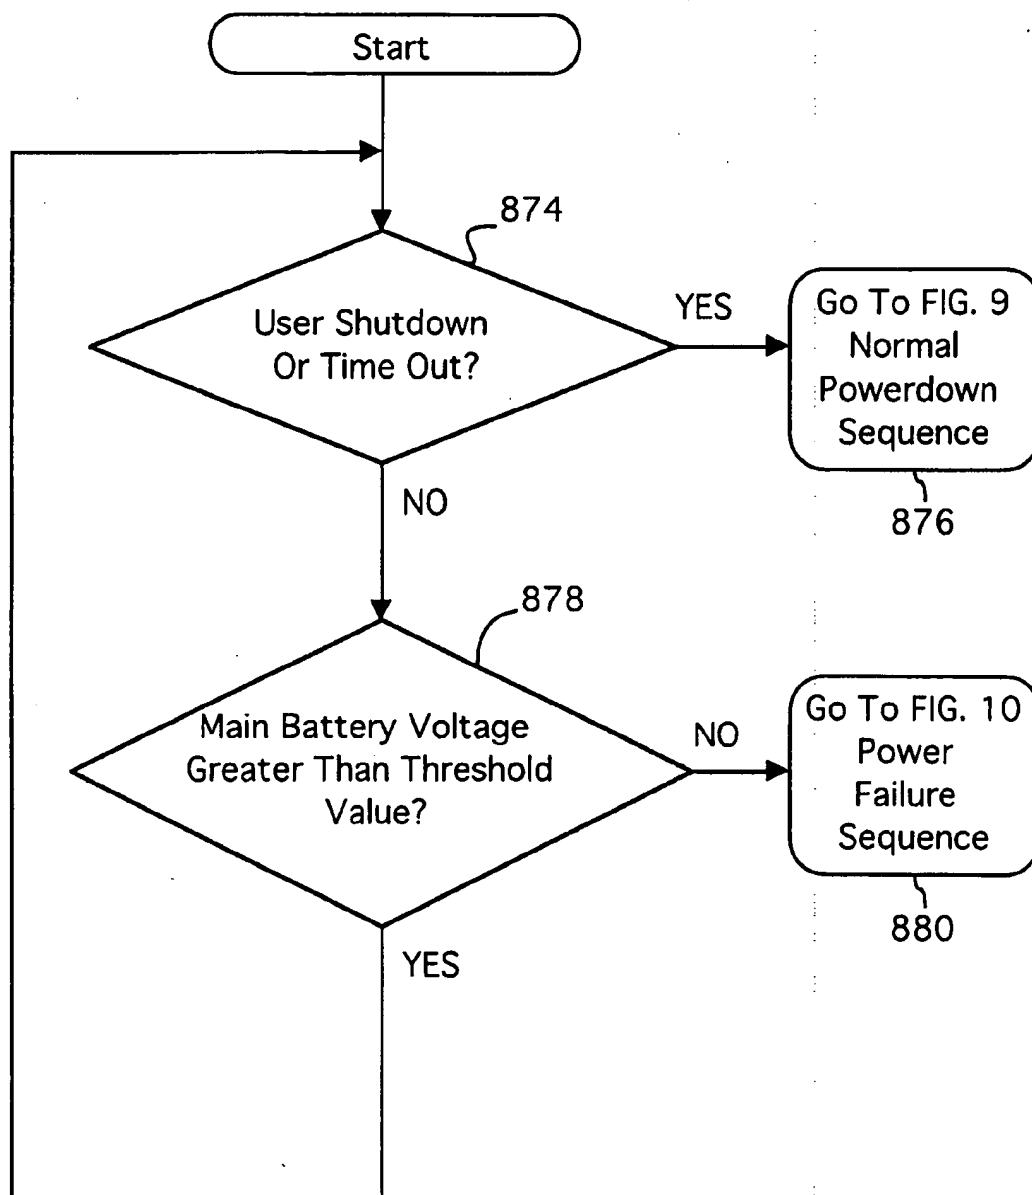 Start
874
User Shutdown
Or Time Out?
YES
Go To FIG. 9
Normal
Powerdown
Sequence
876
NO
878
Main Battery Voltage
Greater Than Threshold
Value?
NO
Go To FIG. 10
Power
Failure
Sequence
880
YES